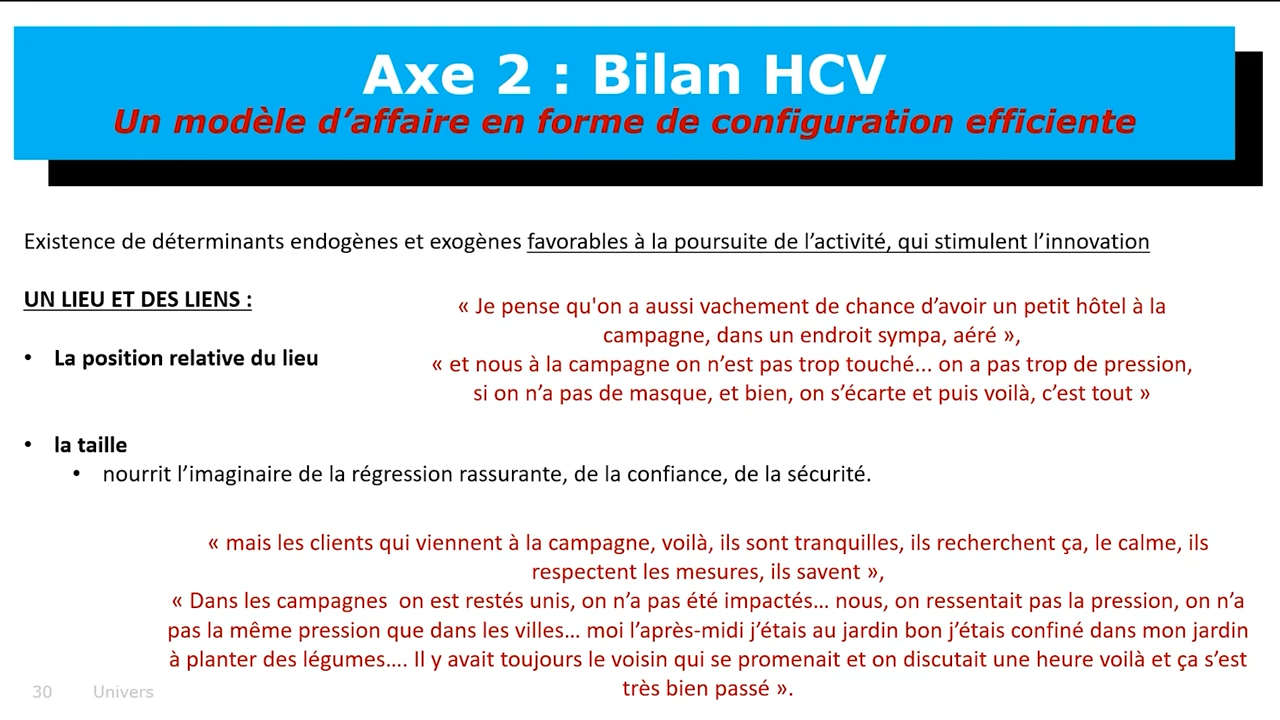 Axe 2 : Bilan HCV
Un modèle d’affaire en forme de configuration efficiente
Existence de déterminants endogènes et exogènes favorables à la poursuite de l’activité, qui stimulent l’innovation
UN LIEU ET DES LIENS :
« Je pense qu'on a aussi vachement de chance d’avoir un petit hôtel à la
campagne, dans un endroit sympa, aéré »,
• La position relative du lieu
« et nous à la campagne on n’est pas trop touché... on a pas trop de pression,
si on n’a pas de masque, et bien, on s’écarte et puis voilà, c’est tout »
• la taille
• nourrit l’imaginaire de la régression rassurante, de la confiance, de la sécurité.
« mais les clients qui viennent à la campagne, voilà, ils sont tranquilles, ils recherchent ça, le calme, ils
respectent les mesures, ils savent »,
« Dans les campagnes on est restés unis, on n’a pas été impactés… nous, on ressentait pas la pression, on n’a
pas la même pression que dans les villes… moi l’après-midi j’étais au jardin bon j’étais confiné dans mon jardin
à planter des légumes…. Il y avait toujours le voisin qui se promenait et on discutait une heure voilà et ça s’est
très bien passé ».
30 Univers